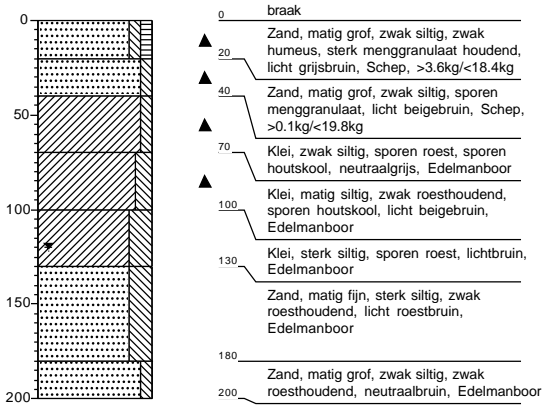 0
50
100
150
200
0
braak
Zand, matig grof, zwak siltig, zwak
humeus, sterk menggranulaat houdend,
licht grijsbruin, Schep, >3.6kg/<18.4kg
20
Zand, matig grof, zwak siltig, sporen
menggranulaat, licht beigebruin, Schep,
>0.1kg/<19.8kg
40
Klei, zwak siltig, sporen roest, sporen
houtskool, neutraalgrijs, Edelmanboor
70
Klei, matig siltig, zwak roesthoudend,
sporen houtskool, licht beigebruin,
Edelmanboor
100
Klei, sterk siltig, sporen roest, lichtbruin,
Edelmanboor
130
Zand, matig fijn, sterk siltig, zwak
roesthoudend, licht roestbruin,
Edelmanboor
180
Zand, matig grof, zwak siltig, zwak
roesthoudend, neutraalbruin, Edelmanboor
200